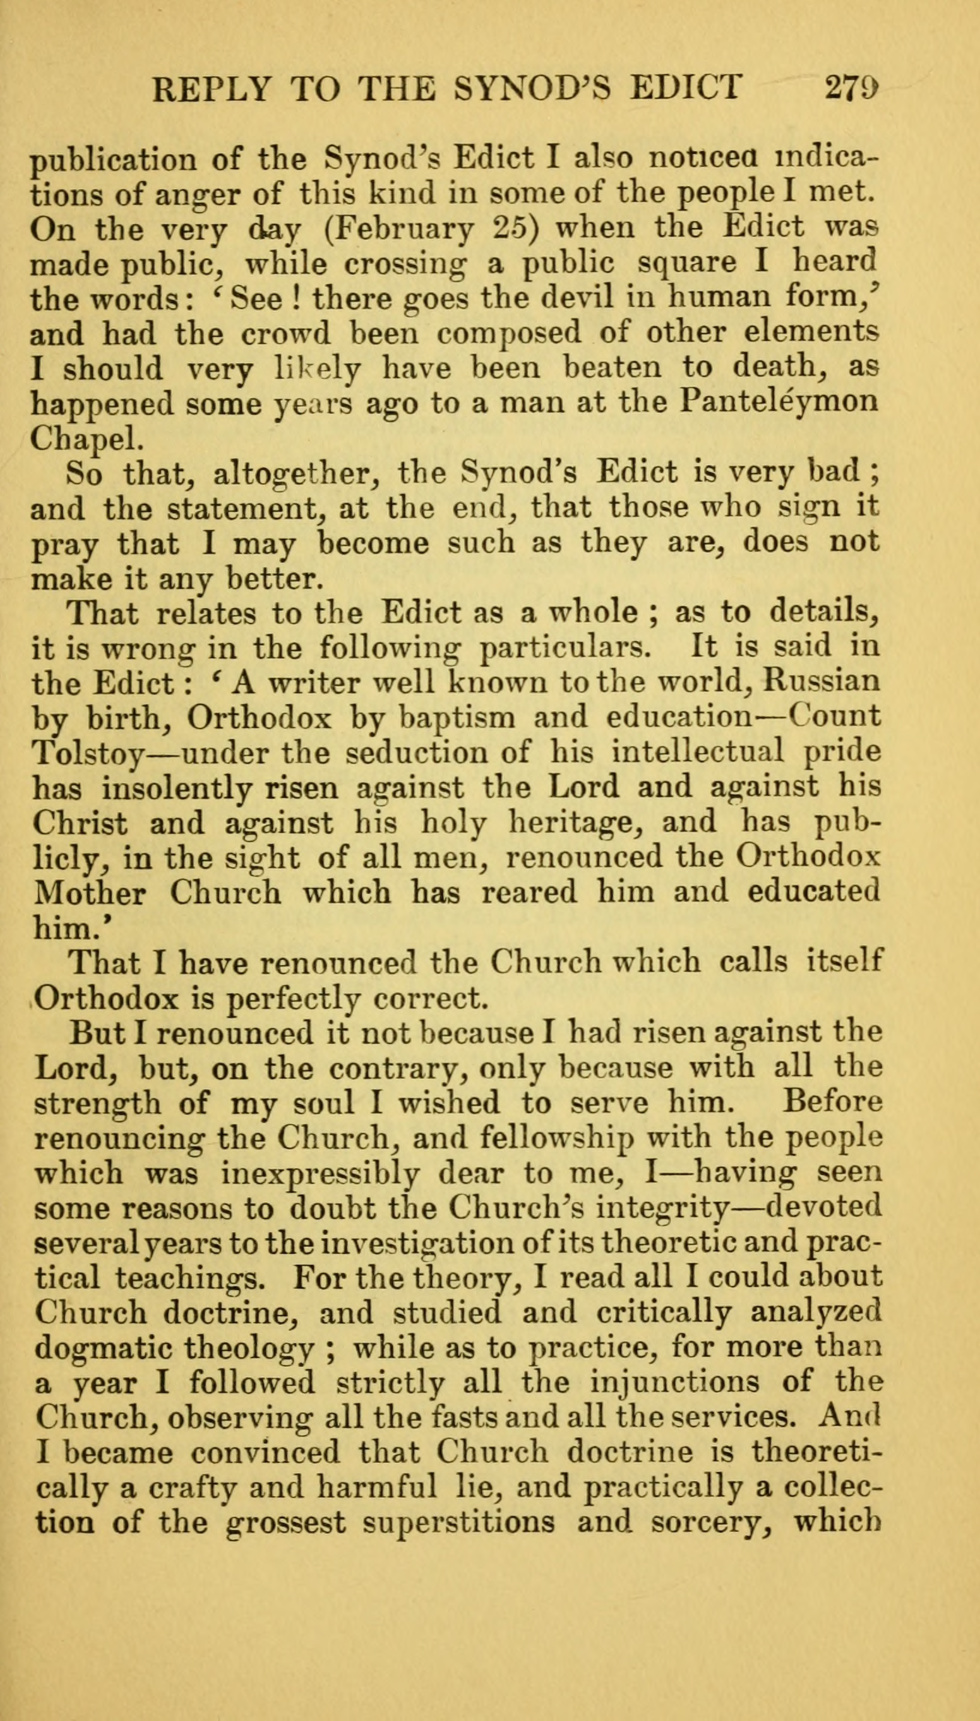 REPLY TO THE SYNOD'S EDICT 279
publication of the Synod's Edict I also noticed indica-
tions of anger of this kind in some of the people I met.
On the very day (February 25) when the Edict was
made public, while crossing a public square I heard
the words: ‘See! there goes the devil in human form,’
and had the crowd been composed of other elements
I should very likely have been beaten to death, as
happened some years ago to a man at the Panteléymon
Chapel.
So that, altogether, the Synod's Edict is very bad;
and the statement, at the end, that those who sign it
pray that I may become such as they are, does not
make it any better.
That relates to the Edict as a whole; as to details,
it is wrong in the following particulars. It is said in
the Edict: ‘A writer well known to the world, Russian
by birth, Orthodox by baptism and education—Count
Tolstoy—under the seduction of his intellectual pride
has insolently risen against the Lord and against his
Christ and against his holy heritage, and has pub-
licly, in the sight of all men, renounced the Orthodox
Mother Church which has reared him and educated
him.’
That I have renounced the Church which calls itself
Orthodox is perfectly correct.
But I renounced it not because I had risen against the
Lord, but, on the contrary, only because with all the
strength of my soul I wished to serve him. Before
renouncing the Church, and fellowship with the people
which was inexpressibly dear to me, I—having seen
some reasons to doubt the Church's integrity—devoted
several years to the investigation of its theoretic and prac-
tical teachings. For the theory, I read all I could about
Church doctrine, and studied and critically analyzed
dogmatic theology; while as to practice, for more than
a year I followed strictly all the injunctions of the
Church, observing all the fasts and all the services. And
I became convinced that Church doctrine is theoreti-
cally a crafty and harmful lie, and practically a collec-
tion of the grossest superstitions and sorcery, which